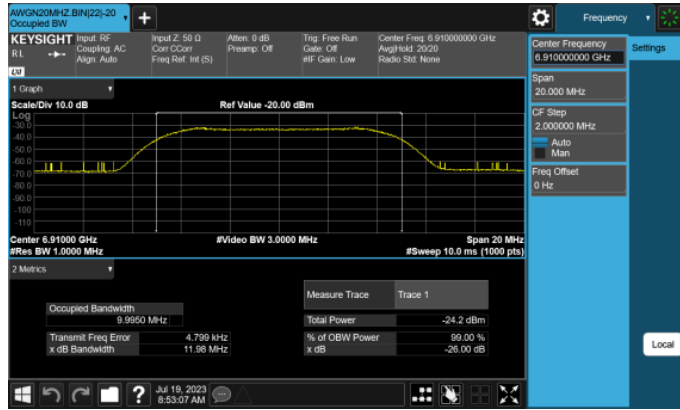 AWGN20MHZ.BIN|22|-20
Occupied BW
Frequency
KEYSIGHT
Input: RF
Input Z: 50 Ω
Atten: 0 dB
Trig: Free Run
Center Freq: 6.910000000 GHz
RL
Coupling: AC
Corr CCorr
Preamp: Off
Gate: Off
Avg|Hold: 20/20
Align: Auto
Freq Ref: Int (S)
#IF Gain: Low
Radio Std: None
Center Frequency
6.910000000 GHz
Settings
Span
20.000 MHz
CF Step
2.000000 MHz
Auto
Man
Freq Offset
0 Hz
Local
1 Graph
Scale/Div 10.0 dB
Ref Value -20.00 dBm
Log
-30.0
-40.0
-50.0
-60.0
-70.0
-80.0
-90.0
-100
-110
Center 6.91000 GHz
#Video BW 3.0000 MHz
Span 20 MHz
#Res BW 1.0000 MHz
#Sweep 10.0 ms (1000 pts)
2 Metrics
Measure Trace
Trace 1
Occupied Bandwidth
9.9950 MHz
Total Power
-24.2 dBm
Transmit Freq Error
4.799 kHz
% of OBW Power
99.00 %
x dB Bandwidth
11.98 MHz
x dB
-26.00 dB
?
Jul 19, 2023
8:53:07 AM